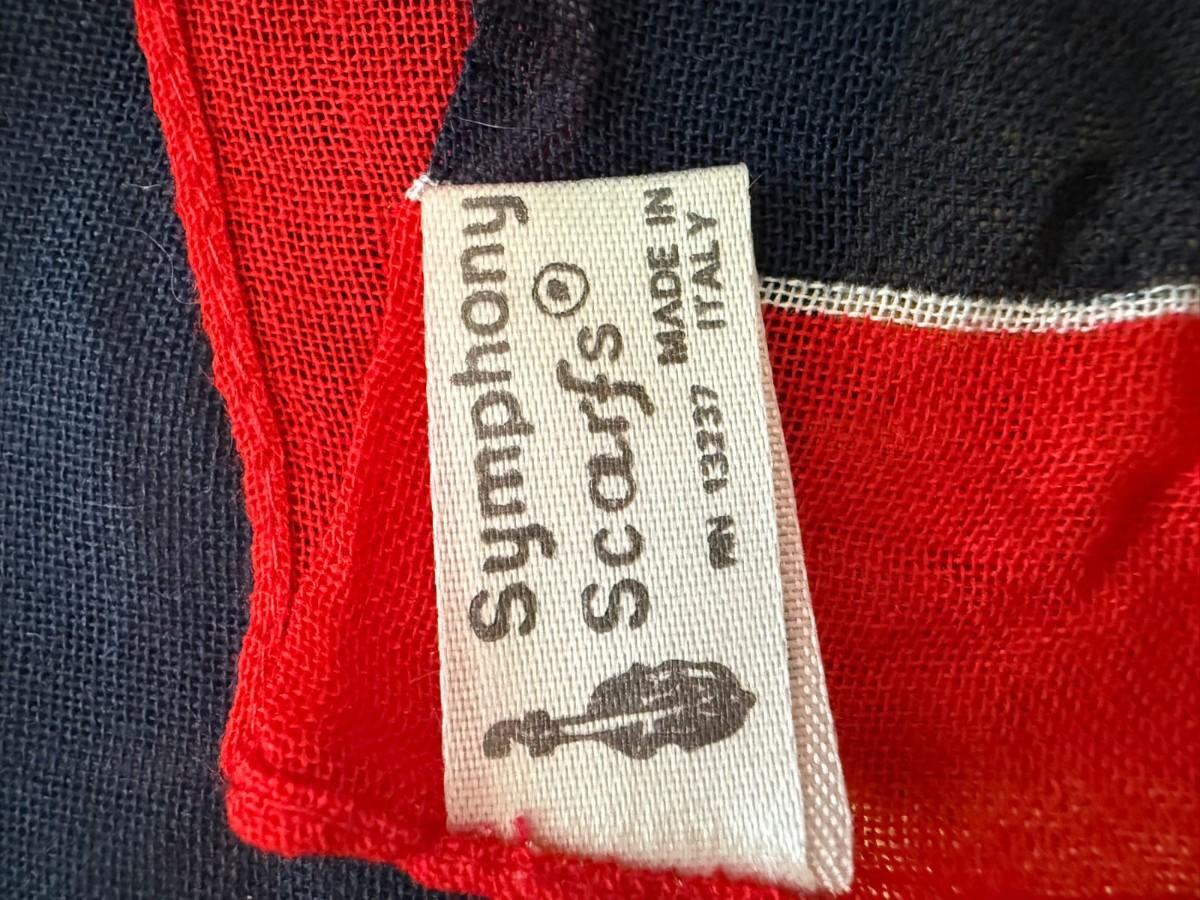 Symphony
Scarfs ®
MADE IN
ITALY
RN 13237